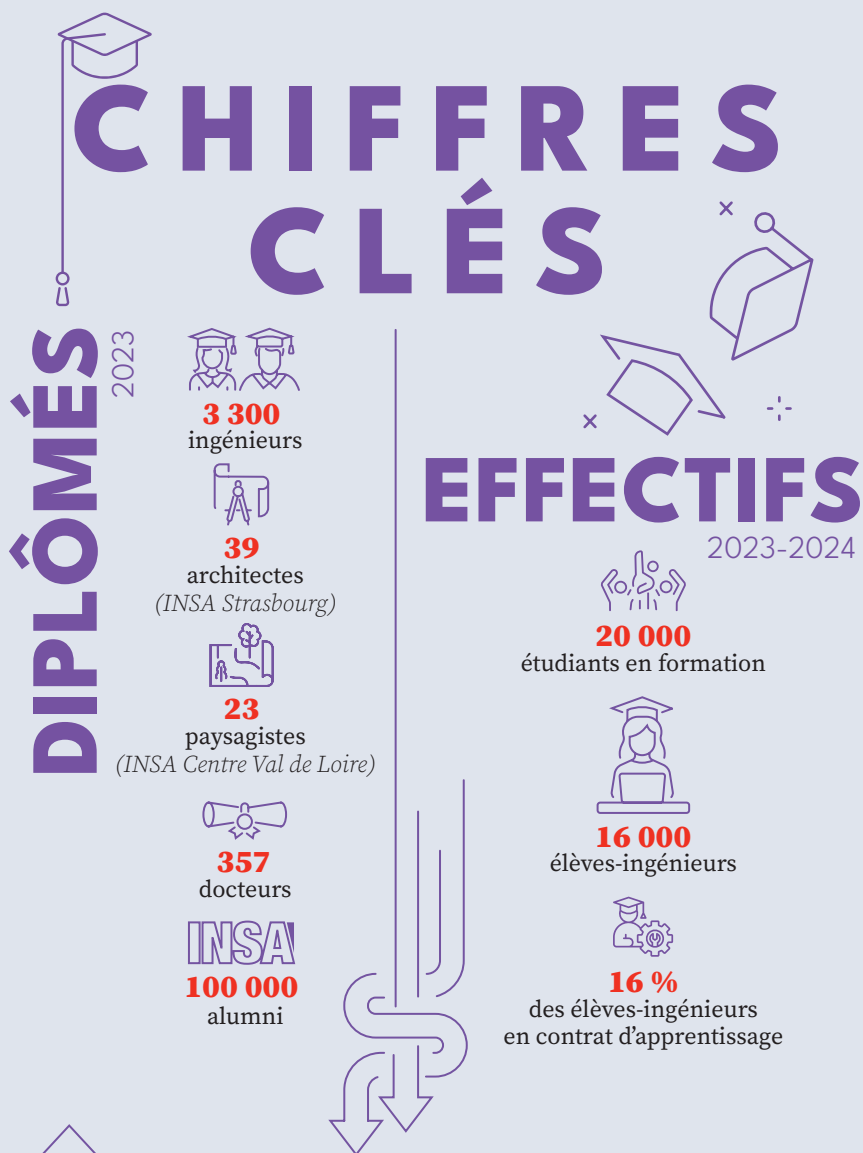 CHIFFRES
CLÉS
DIPLÔMÉS
2023
3 300
ingénieurs
39
architectes
(INSA Strasbourg)
23
paysagistes
(INSA Centre Val de Loire)
357
docteurs
INSA
100 000
alumni
EFFECTIFS
2023-2024
20 000
étudiants en formation
16 000
élèves-ingénieurs
16 %
des élèves-ingénieurs
en contrat d’apprentissage